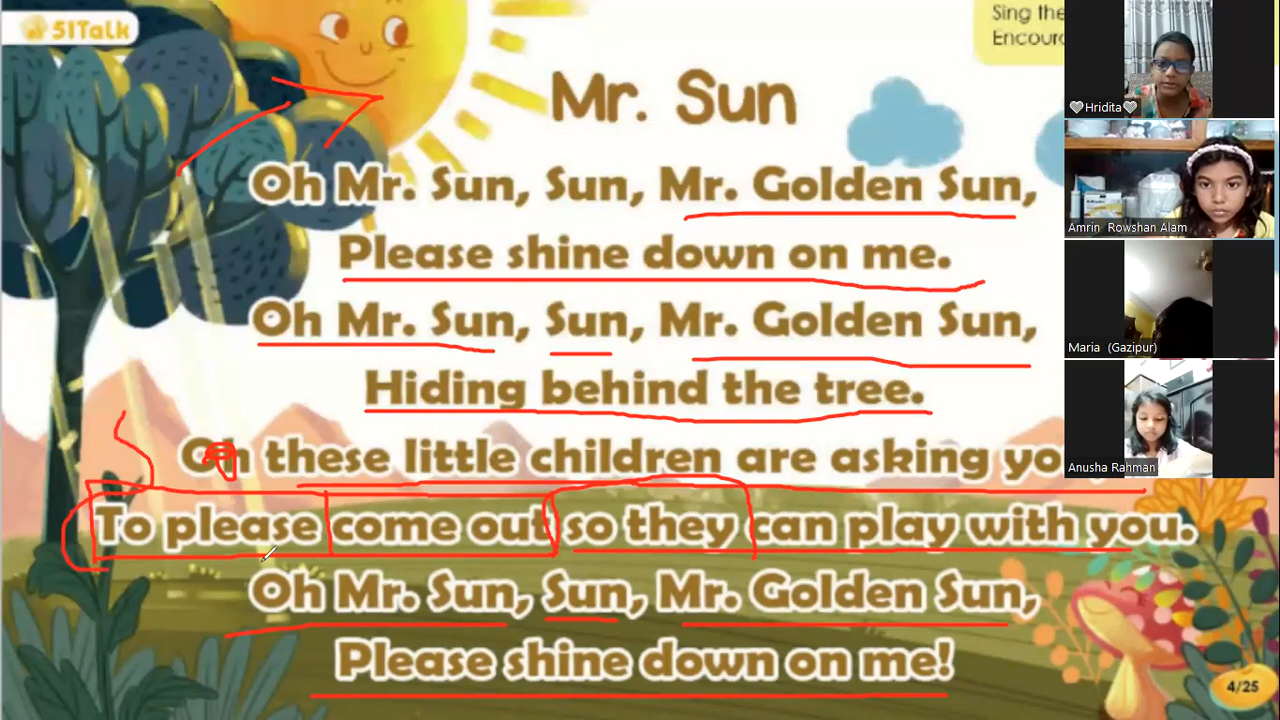 51Talk
Sing the
Mr. Sun
Oh Mr. Sun, Sun, Mr. Golden Sun,
Please shine down on me.
Oh Mr. Sun, Sun, Mr. Golden Sun,
Hiding behind the tree.
Oh these little children are asking
To please come out so they can play with you.
Oh Mr. Sun, Sun, Mr. Golden Sun,
Please shine down on me!
4/25
Hridita
Amrin Rowshan Alam
Maria (Gazipur)
Anusha Rahman